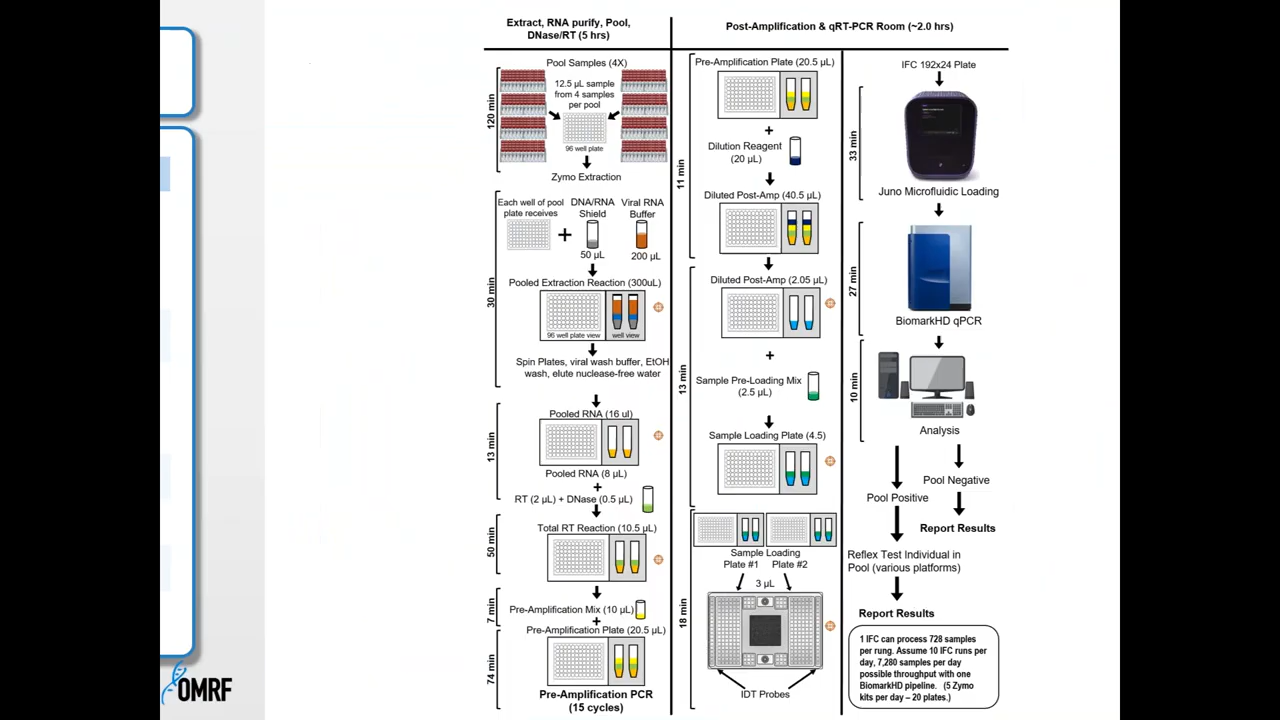 Extract, RNA purify, Pool,
DNase/RT (5 hrs)
Pool Samples (4X)
12.5 µL sample
from 4 samples
per pool
96 well plate
Zymo Extraction
120 min
Each well of pool
plate receives
DNA/RNA
Shield
50 µL
Viral RNA
Buffer
200 µL
Pooled Extraction Reaction (300uL)
96 well plate view
well view
Spin Plates, viral wash buffer, EtOH
wash, elute nuclease-free water
30 min
Pooled RNA (16 ul)
Pooled RNA (8 µL)
+
RT (2 µL) + DNase (0.5 µL)
13 min
Total RT Reaction (10.5 µL)
50 min
Pre-Amplification Mix (10 µL)
+
7 min
Pre-Amplification Plate (20.5 µL)
74 min
Pre-Amplification PCR
(15 cycles)
Post-Amplification & qRT-PCR Room (~2.0 hrs)
Pre-Amplification Plate (20.5 µL)
+
Dilution Reagent
(20 µL)
Diluted Post-Amp (40.5 µL)
11 min
Diluted Post-Amp (2.05 µL)
+
Sample Pre-Loading Mix
(2.5 µL)
Sample Loading Plate (4.5)
13 min
Sample Loading
Plate #1 Plate #2
3 µL
18 min
IDT Probes
IFC 192x24 Plate
33 min
Juno Microfluidic Loading
27 min
BiomarkHD qPCR
10 min
Analysis
Pool Negative
Pool Positive
Report Results
Reflex Test Individual in
Pool (various platforms)
Report Results
1 IFC can process 728 samples
per rung. Assume 10 IFC runs per
day, 7,280 samples per day
possible throughput with one
BiomarkHD pipeline. (5 Zymo
kits per day – 20 plates.)
OMRF